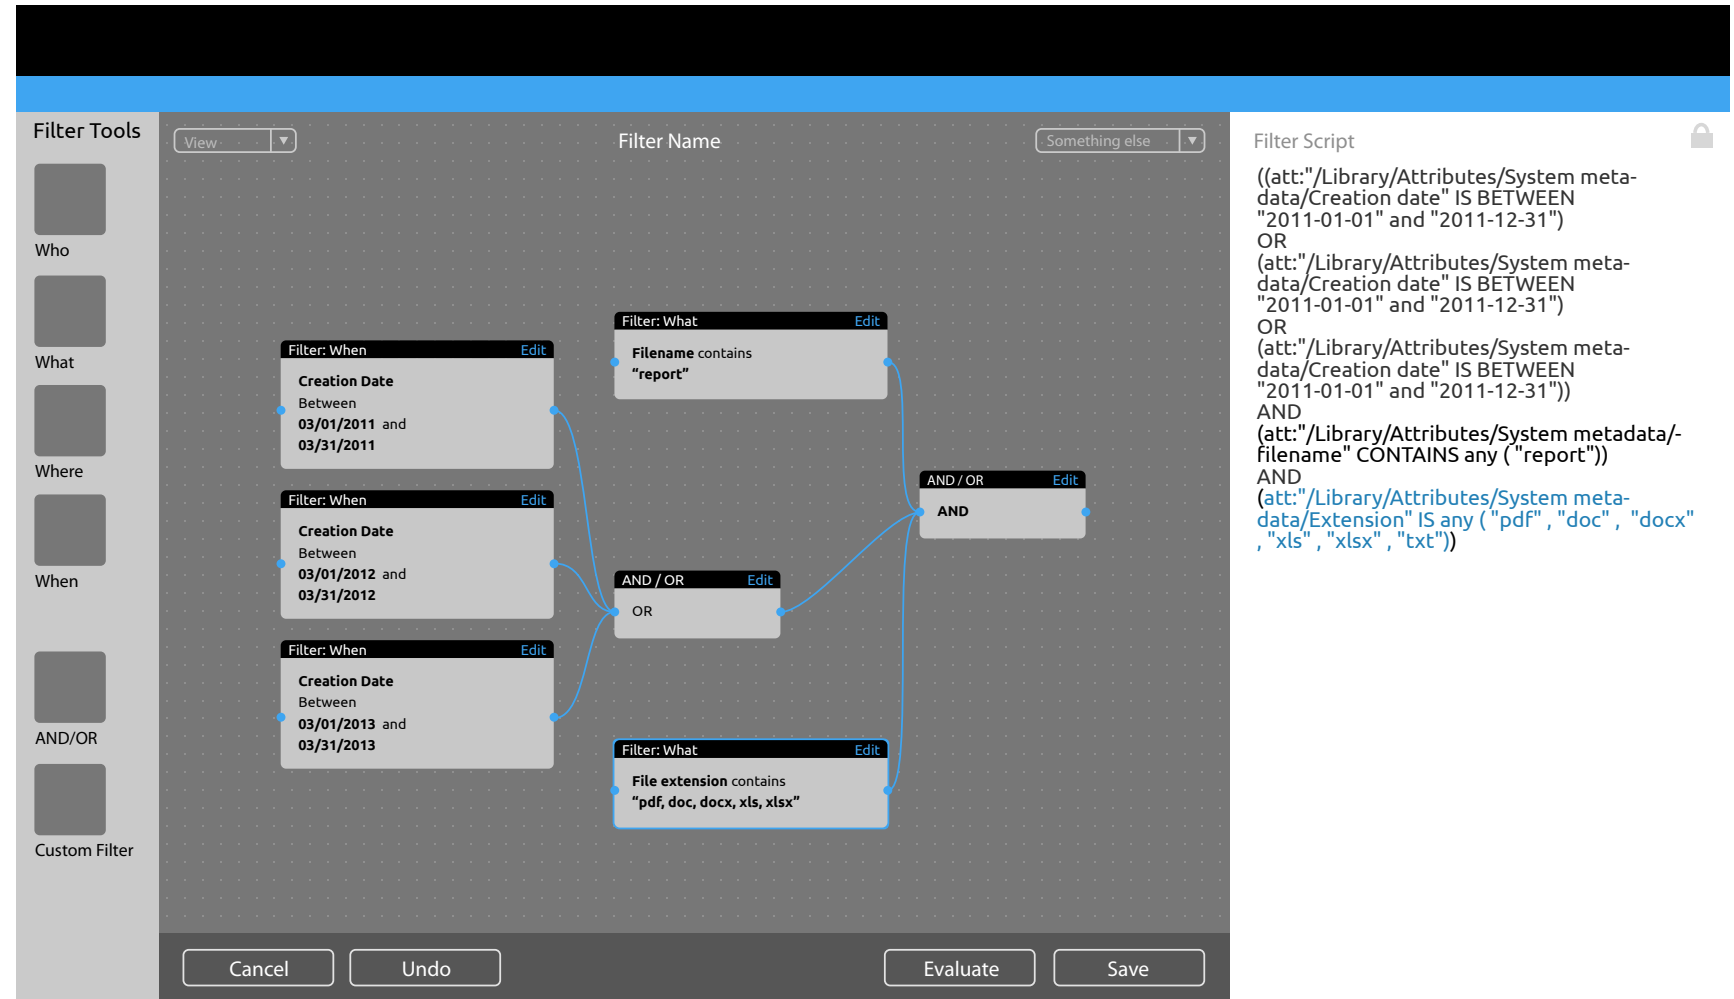 Filter Tools
Who
What
Where
When
AND/OR
Custom Filter
View
Filter Name
Something else
Filter: When Edit
Creation Date
Between
03/01/2011 and
03/31/2011
Filter: When Edit
Creation Date
Between
03/01/2012 and
03/31/2012
Filter: When Edit
Creation Date
Between
03/01/2013 and
03/31/2013
Filter: What Edit
Filename contains
“report”
AND / OR Edit
OR
Filter: What Edit
File extension contains
“pdf, doc, docx, xls, xlsx”
AND / OR Edit
AND
Cancel
Undo
Evaluate
Save
Filter Script
((att:"/Library/Attributes/System meta-
data/Creation date" IS BETWEEN
"2011-01-01" and "2011-12-31")
OR
(att:"/Library/Attributes/System meta-
data/Creation date" IS BETWEEN
"2011-01-01" and "2011-12-31")
OR
(att:"/Library/Attributes/System meta-
data/Creation date" IS BETWEEN
"2011-01-01" and "2011-12-31"))
AND
(att:"/Library/Attributes/System metadata/-
filename" CONTAINS any ( "report"))
AND
(att:"/Library/Attributes/System meta-
data/Extension" IS any ( "pdf" , "doc" , "docx"
, "xls" , "xlsx" , "txt"))